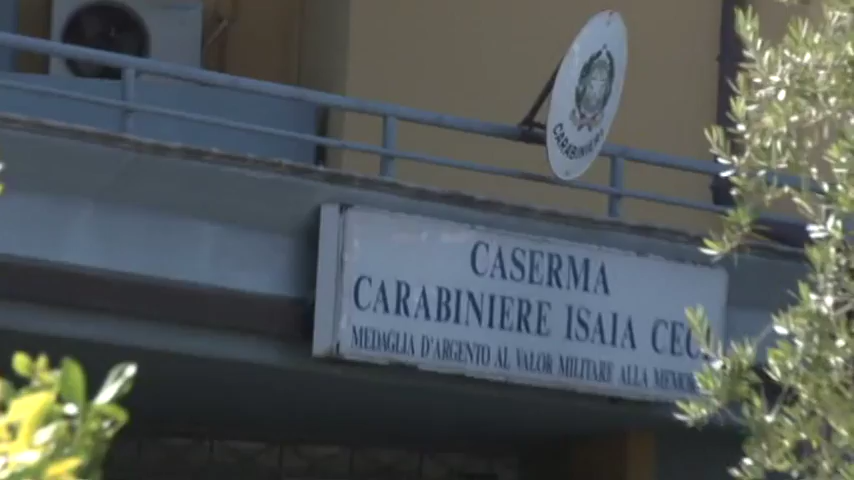 CARABINIERI
CASERMA
CARABINIERE ISAIA
MEDAGLIA D'ARGENTO AL VALOR MILITARE ALLA